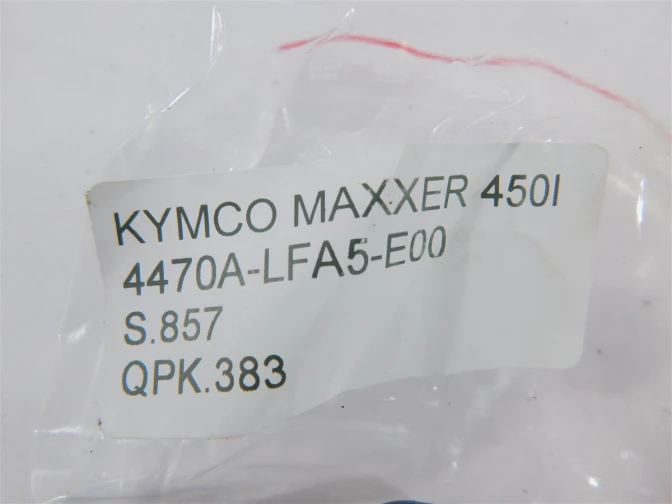 KYMCO MAXXER 450I
4470A-LFA5-E00
S.857
QPK.383